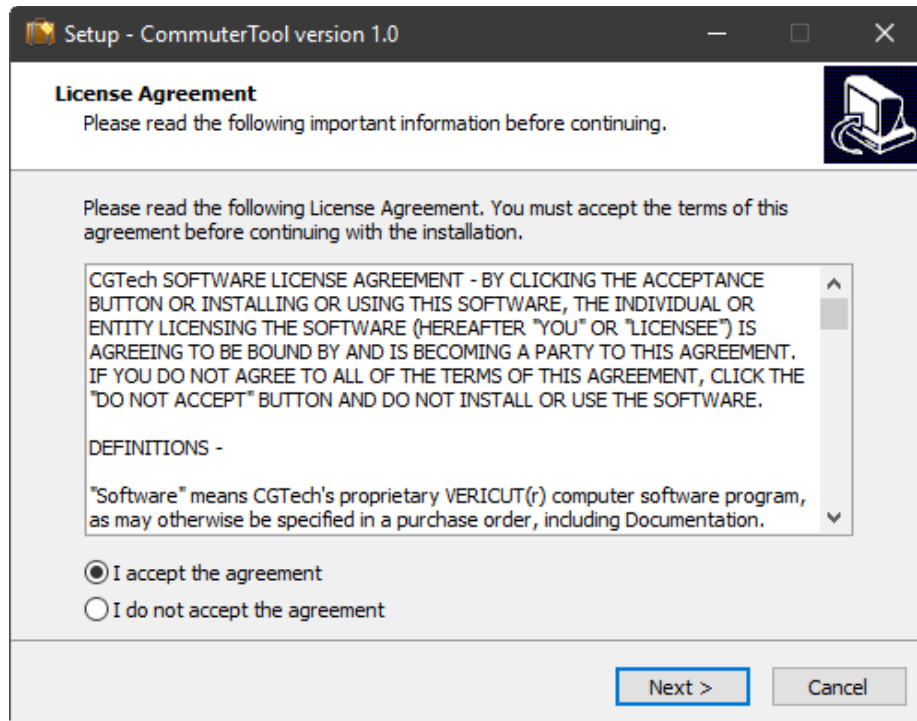 Setup - CommuterTool version 1.0
License Agreement
Please read the following important information before continuing.
Please read the following License Agreement. You must accept the terms of this
agreement before continuing with the installation.
CGTech SOFTWARE LICENSE AGREEMENT - BY CLICKING THE ACCEPTANCE
BUTTON OR INSTALLING OR USING THIS SOFTWARE, THE INDIVIDUAL OR
ENTITY LICENSING THE SOFTWARE (HEREAFTER "YOU" OR "LICENSEE") IS
AGREEING TO BE BOUND BY AND IS BECOMING A PARTY TO THIS AGREEMENT.
IF YOU DO NOT AGREE TO ALL OF THE TERMS OF THIS AGREEMENT, CLICK THE
"DO NOT ACCEPT" BUTTON AND DO NOT INSTALL OR USE THE SOFTWARE.
DEFINITIONS -
"Software" means CGTech's proprietary VERICUT(r) computer software program,
as may otherwise be specified in a purchase order, including Documentation.
I accept the agreement
I do not accept the agreement
Next >
Cancel